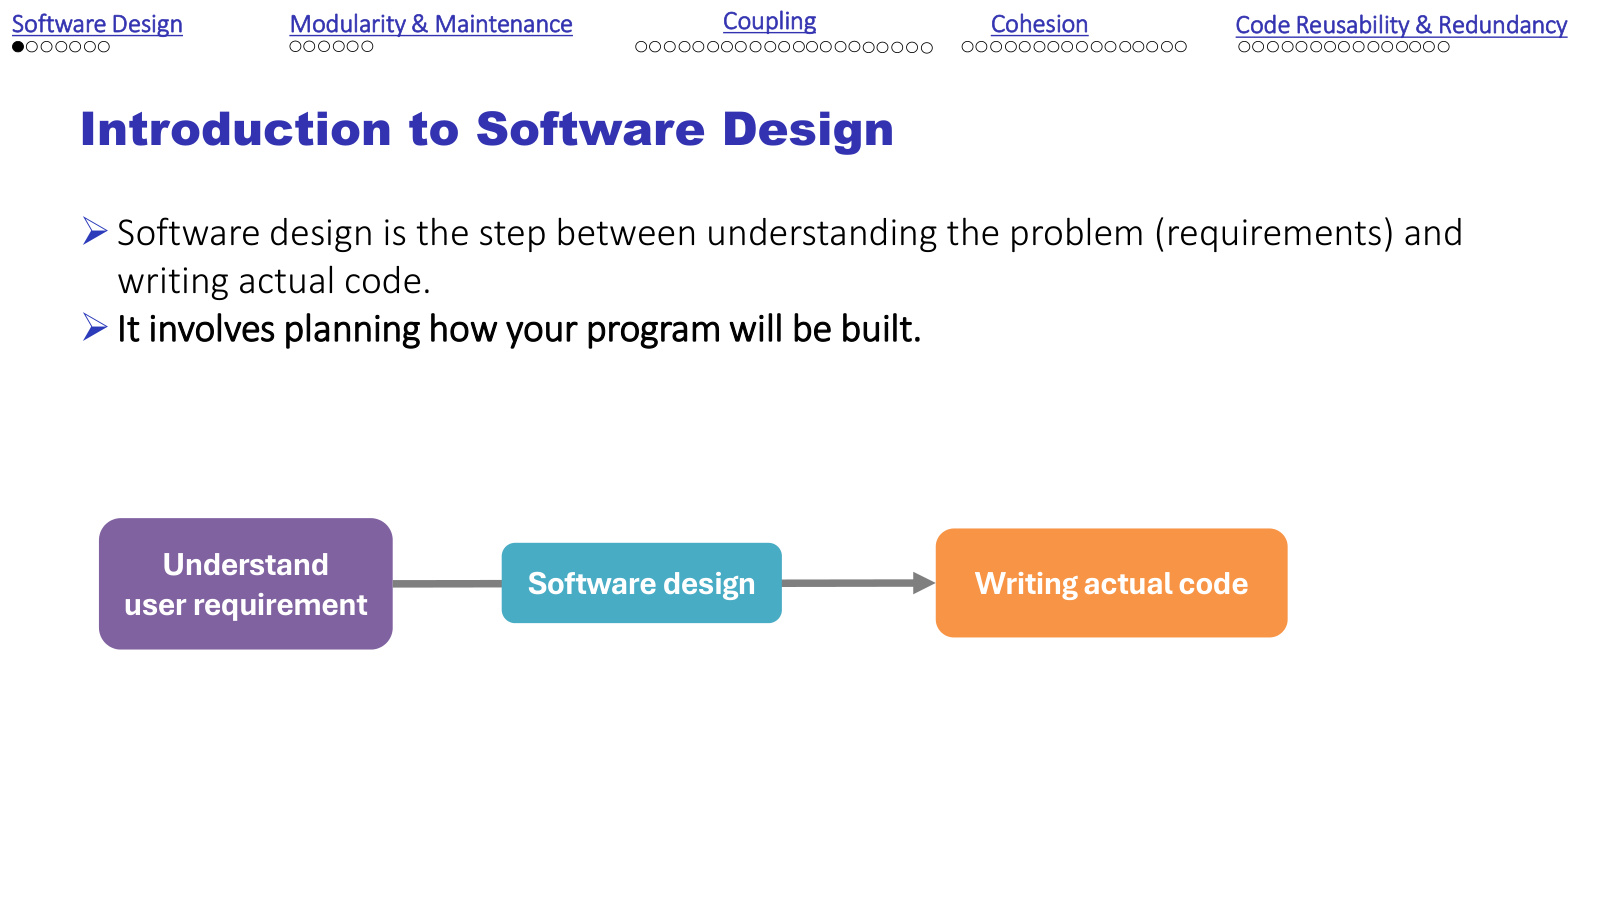 Software Design
Modularity & Maintenance
Coupling
Cohesion
Code Reusability & Redundancy
Introduction to Software Design
Software design is the step between understanding the problem (requirements) and
writing actual code.
It involves planning how your program will be built.
Understand
user requirement
Software design
Writing actual code